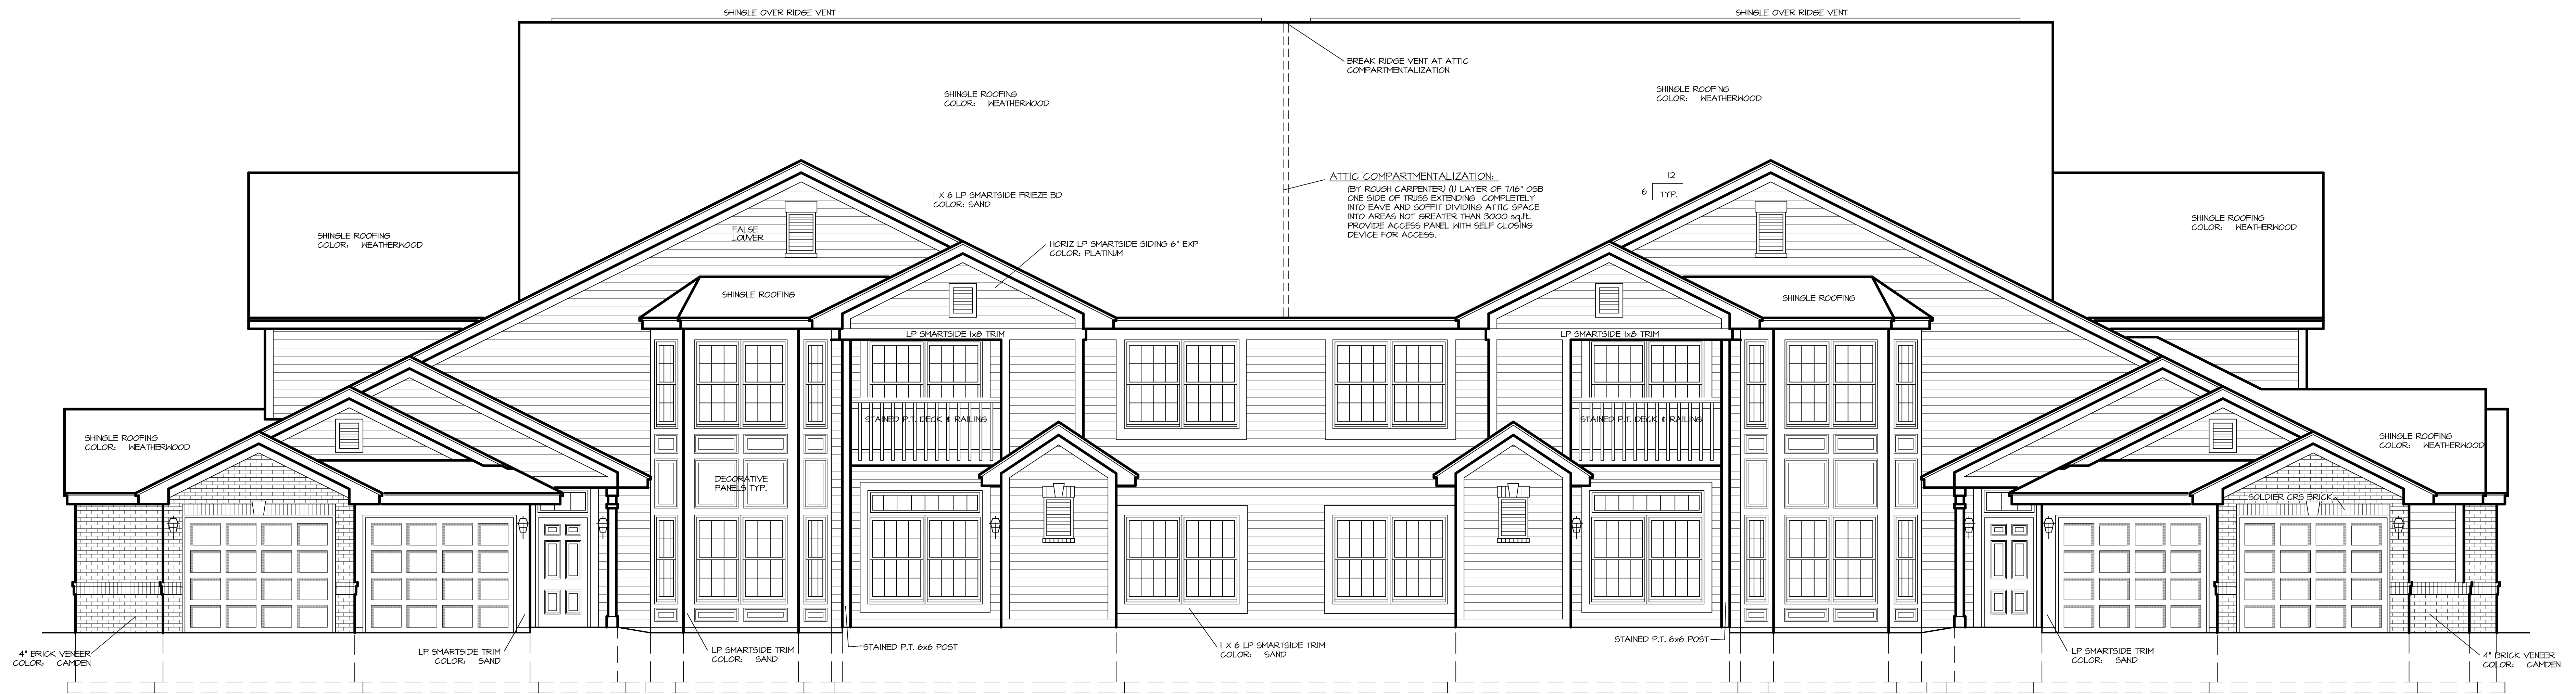 SHINGLE OVER RIDGE VENT
SHINGLE OVER RIDGE VENT
BREAK RIDGE VENT AT ATTIC
COMPARTMENTALIZATION
SHINGLE ROOFING
COLOR: WEATHERWOOD
SHINGLE ROOFING
COLOR: WEATHERWOOD
ATTIC COMPARTMENTALIZATION:
(BY ROUGH CARPENTER) (1) LAYER OF 7/16" OSB
ONE SIDE OF TRUSS EXTENDING COMPLETELY
INTO EAVE AND SOFFIT DIVIDING ATTIC SPACE
INTO AREAS NOT GREATER THAN 3000 sq.ft.
PROVIDE ACCESS PANEL WITH SELF CLOSING
DEVICE FOR ACCESS.
12
6
TYP.
1 X 6 LP SMARTSIDE FRIEZE BD
COLOR: SAND
FALSE
LOUVER
SHINGLE ROOFING
COLOR: WEATHERWOOD
SHINGLE ROOFING
COLOR: WEATHERWOOD
HORIZ LP SMARTSIDE SIDING 6" EXP
COLOR: PLATINUM
SHINGLE ROOFING
SHINGLE ROOFING
LP SMARTSIDE 1x8 TRIM
LP SMARTSIDE 1x8 TRIM
STAINED P.T. DECK & RAILING
STAINED P.T. DECK & RAILING
SHINGLE ROOFING
COLOR: WEATHERWOOD
SHINGLE ROOFING
COLOR: WEATHERWOOD
DECORATIVE
PANELS TYP.
SOLDIER CRS BRICK
4" BRICK VENEER
COLOR: CAMDEN
LP SMARTSIDE TRIM
COLOR: SAND
LP SMARTSIDE TRIM
COLOR: SAND
STAINED P.T. 6x6 POST
1 X 6 LP SMARTSIDE TRIM
COLOR: SAND
STAINED P.T. 6x6 POST
LP SMARTSIDE TRIM
COLOR: SAND
4" BRICK VENEER
COLOR: CAMDEN